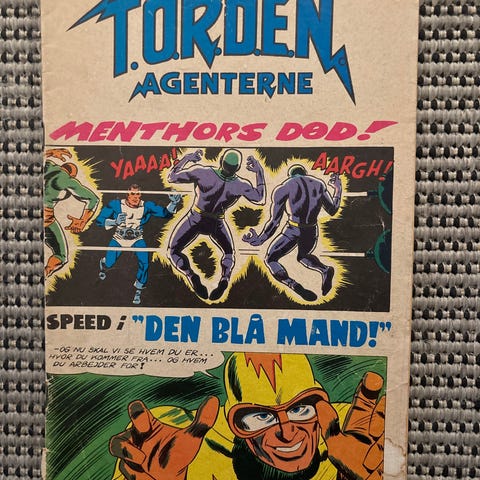 T.O.R.D.E.N.
AGENTERNE
MENTHORS DØD!
YAAAA!
AARGH!
SPEED i "DEN BLÅ MAND!"
-OG NU SKAL VI SE HVEM DU ER...
HVOR DU KOMMER FRA... OG HVEM
DU ARBEJDER FOR!